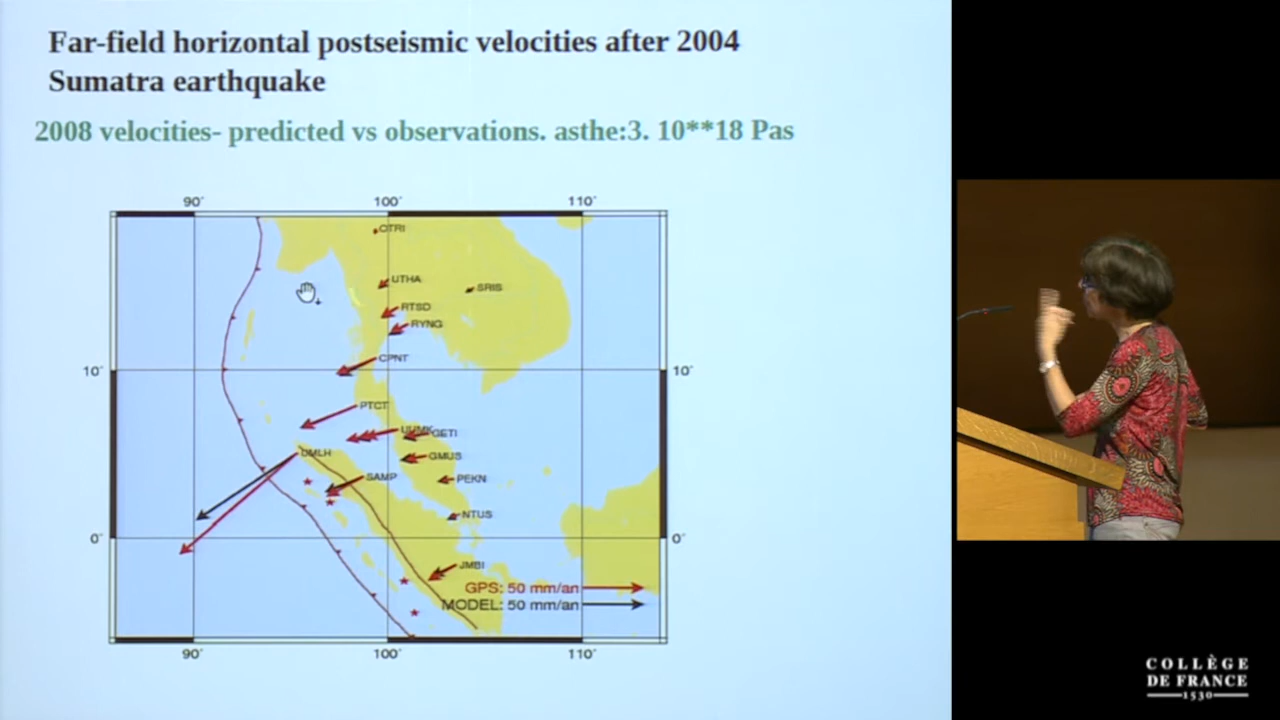 Far-field horizontal postseismic velocities after 2004
Sumatra earthquake
2008 velocities- predicted vs observations. asthe:3. 10**18 Pas
90° 100° 110°
OTRI
UTHA
SRIS
RTSD
RYNG
CPNT
10° 10°
PTCT
GETI
GMUS
UMLH
SAMP
PEKN
NTUS
0° 0°
JMBI
GPS: 50 mm/an
MODEL: 50 mm/an
90° 100° 110°
COLLÈGE
DE FRANCE
1530